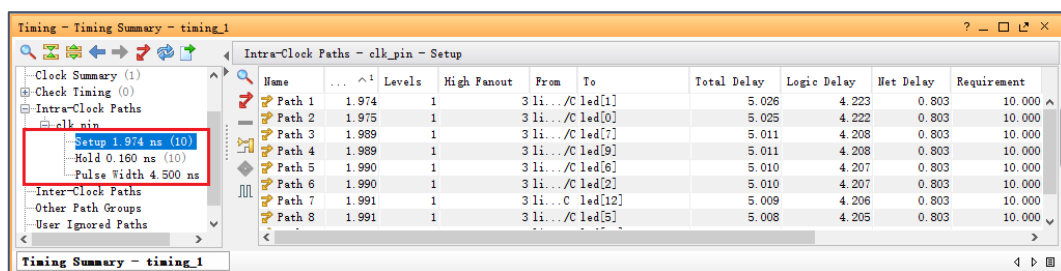 Timing - Timing Summary - timing_1
Intra-Clock Paths - clk_pin - Setup
Clock Summary (1)
Check Timing (0)
Intra-Clock Paths
clk_pin
Setup 1.974 ns (10)
Hold 0.160 ns (10)
Pulse Width 4.500 ns
Inter-Clock Paths
Other Path Groups
User Ignored Paths
Name ... ^1 Levels High Fanout From To Total Delay Logic Delay Net Delay Requirement
Path 1 1.974 1 3 li.../C led[1] 5.026 4.223 0.803 10.000
Path 2 1.975 1 3 li.../C led[0] 5.025 4.222 0.803 10.000
Path 3 1.989 1 3 li.../C led[7] 5.011 4.208 0.803 10.000
Path 4 1.989 1 3 li.../C led[9] 5.011 4.208 0.803 10.000
Path 5 1.990 1 3 li.../C led[6] 5.010 4.207 0.803 10.000
Path 6 1.990 1 3 li.../C led[2] 5.010 4.207 0.803 10.000
Path 7 1.991 1 3 li...C led[12] 5.009 4.206 0.803 10.000
Path 8 1.991 1 3 li.../C led[5] 5.008 4.205 0.803 10.000
Timing Summary - timing_1